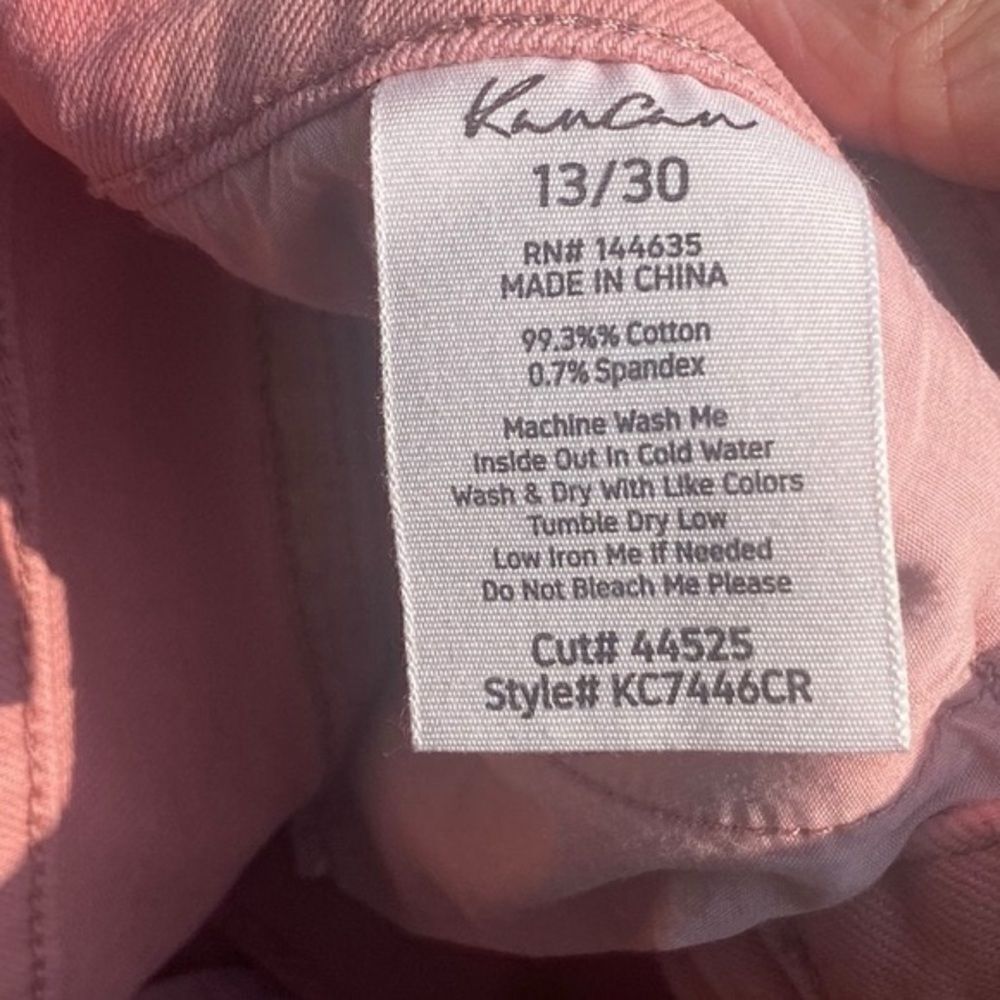 KanCan
13/30
RN# 144635
MADE IN CHINA
99.3%% Cotton
0.7% Spandex
Machine Wash Me
Inside Out In Cold Water
Wash & Dry With Like Colors
Tumble Dry Low
Low Iron Me If Needed
Do Not Bleach Me Please
Cut# 44525
Style# KC7446CR